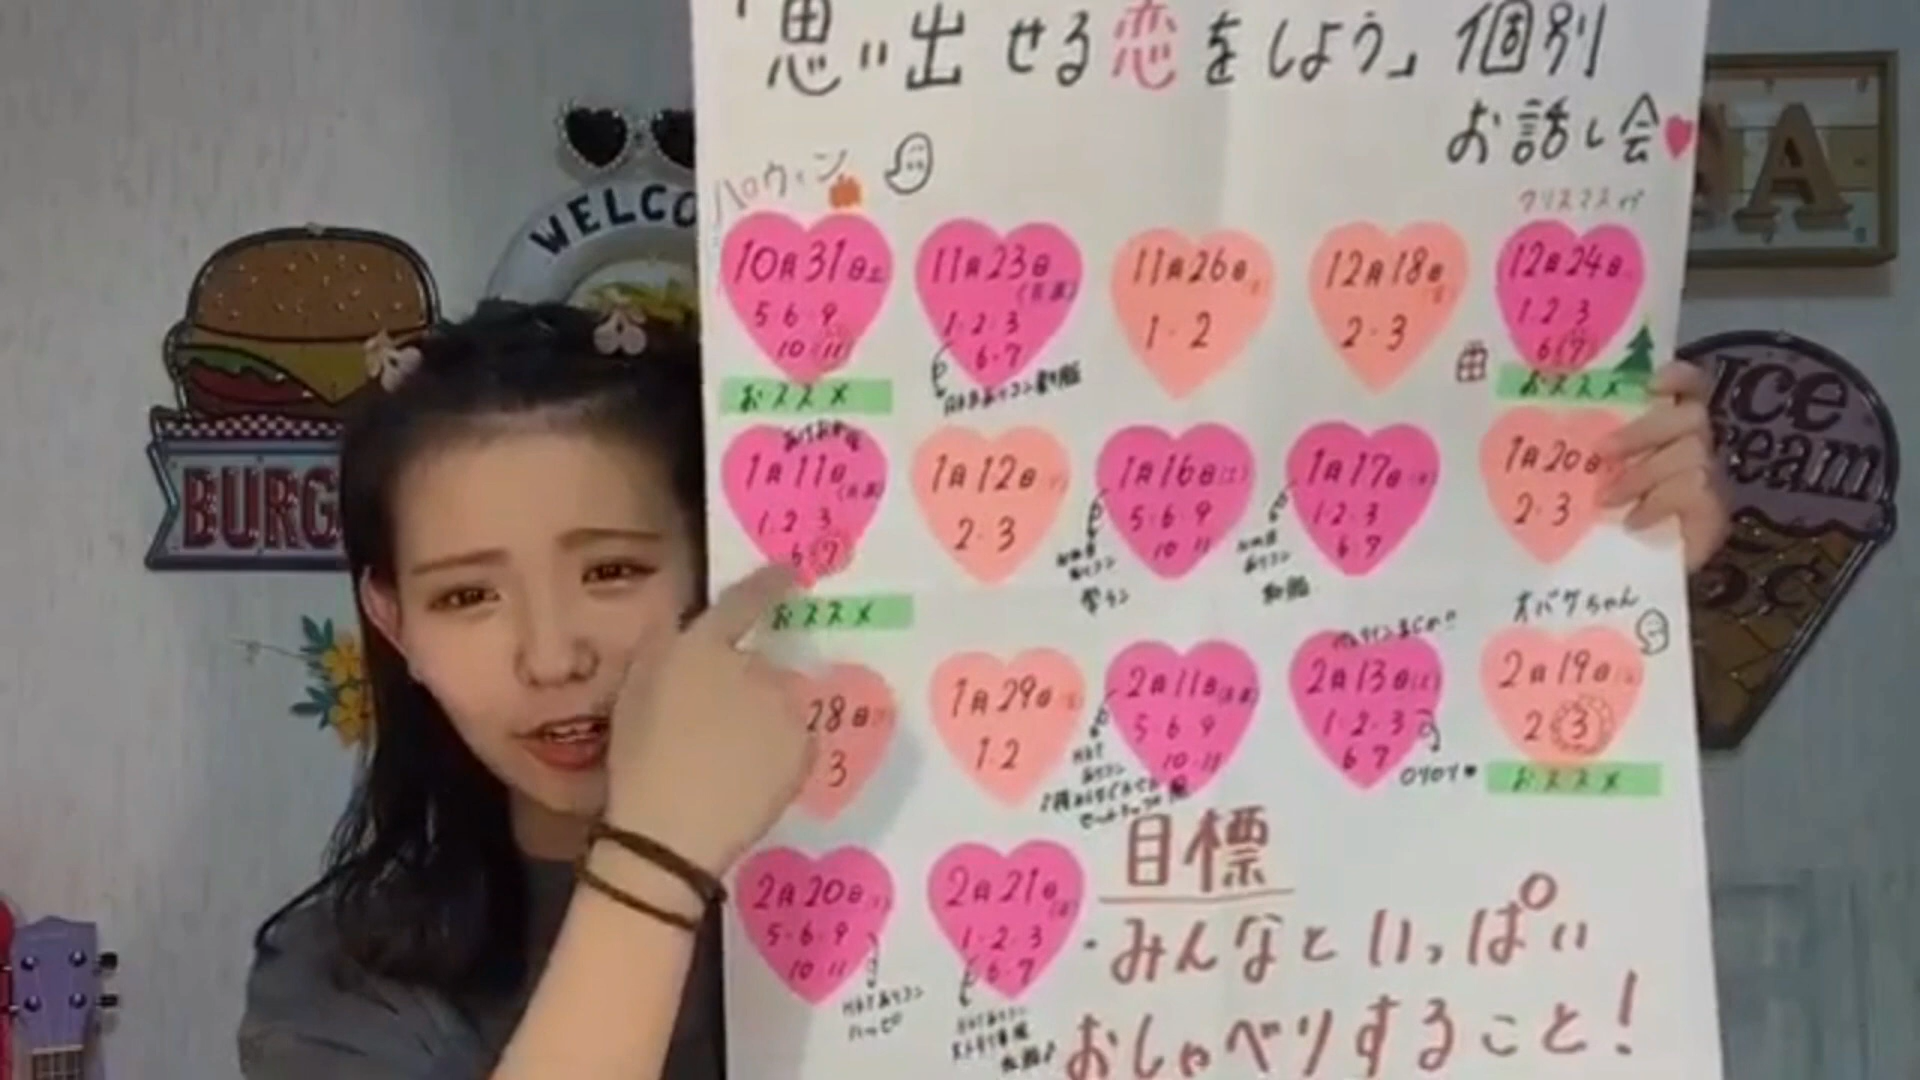 「思い出せる恋をしよう」個別
お話し会
ハロウィン
クリスマスイヴ
WELCO
10月31日土
5 6・9
10 11
おススメ
11月23日
1・2・3
6・7
11月26日
1・2
12月18日
2・3
12月24日
1 2 3
6 7
おススメ
1月11日
1. 2 3
6 7
おススメ
1月12日
2・3
1月16日(土)
5・6・9
10 11
1月17日(日)
1・2・3
6 7
和服
1月20日
2・3
オバケちゃん
28日
3
1月29日
1.2
2月11日
5 6 9
10・11
2月13日(土)
1・2・3
6 7
2月19日
2 3
おススメ
2月20日
5・6・9
10 11
ハッピ
2月21日
1・2・3
6・7
目標
・みんなといっぱい
おしゃべりすること!
BURG
Ice
ream
A